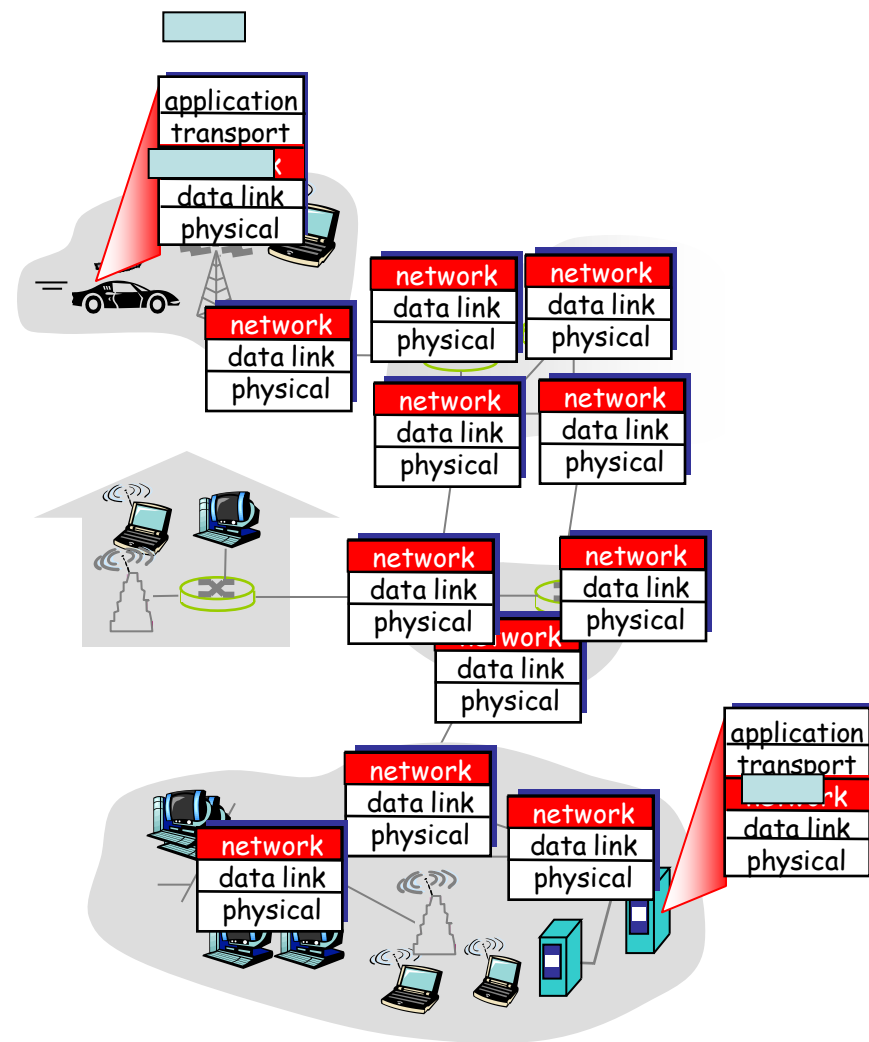 application
transport
data link
physical
network
data link
physical
network
data link
physical
network
data link
physical
network
data link
physical
network
data link
physical
network
data link
physical
network
data link
physical
network
data link
physical
application
transport
network
data link
physical
network
data link
physical
network
data link
physical
network
data link
physical